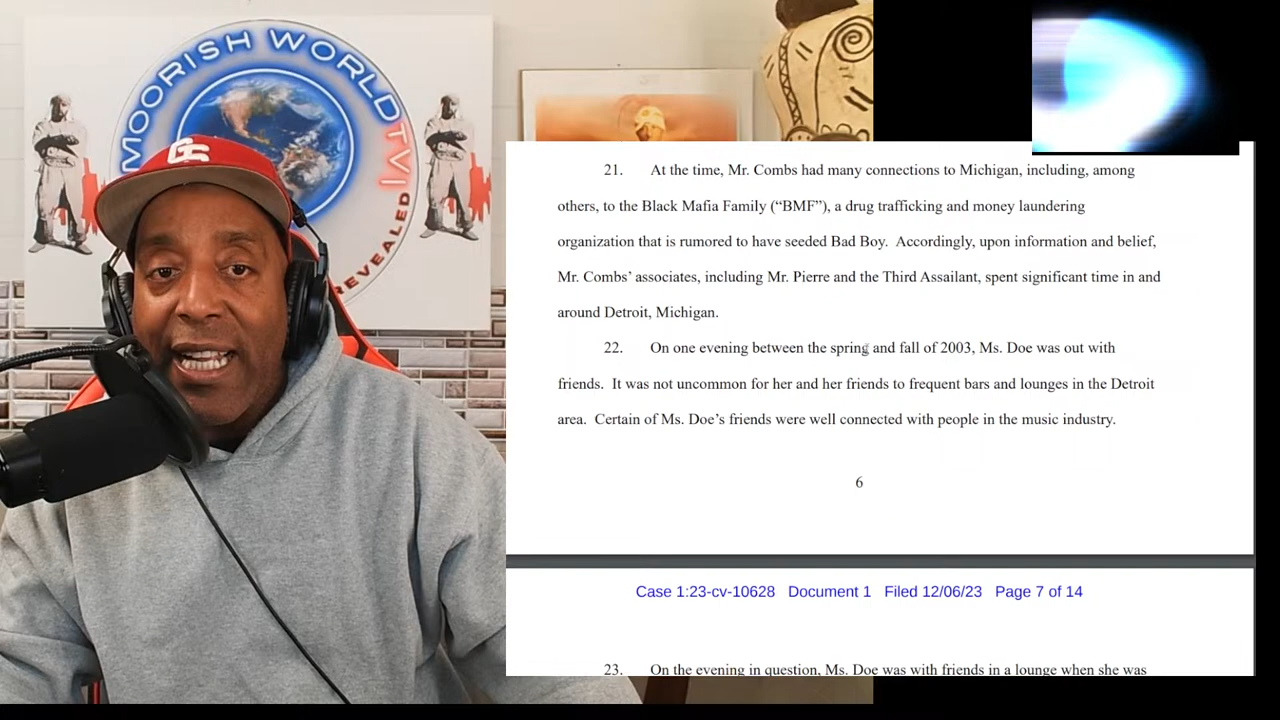 MOORISH WORLD TV
REVEALED
21. At the time, Mr. Combs had many connections to Michigan, including, among
others, to the Black Mafia Family (“BMF”), a drug trafficking and money laundering
organization that is rumored to have seeded Bad Boy. Accordingly, upon information and belief,
Mr. Combs’ associates, including Mr. Pierre and the Third Assailant, spent significant time in and
around Detroit, Michigan.
22. On one evening between the spring and fall of 2003, Ms. Doe was out with
friends. It was not uncommon for her and her friends to frequent bars and lounges in the Detroit
area. Certain of Ms. Doe’s friends were well connected with people in the music industry.
6
Case 1:23-cv-10628 Document 1 Filed 12/06/23 Page 7 of 14
23. On the evening in question, Ms. Doe was with friends in a lounge when she was